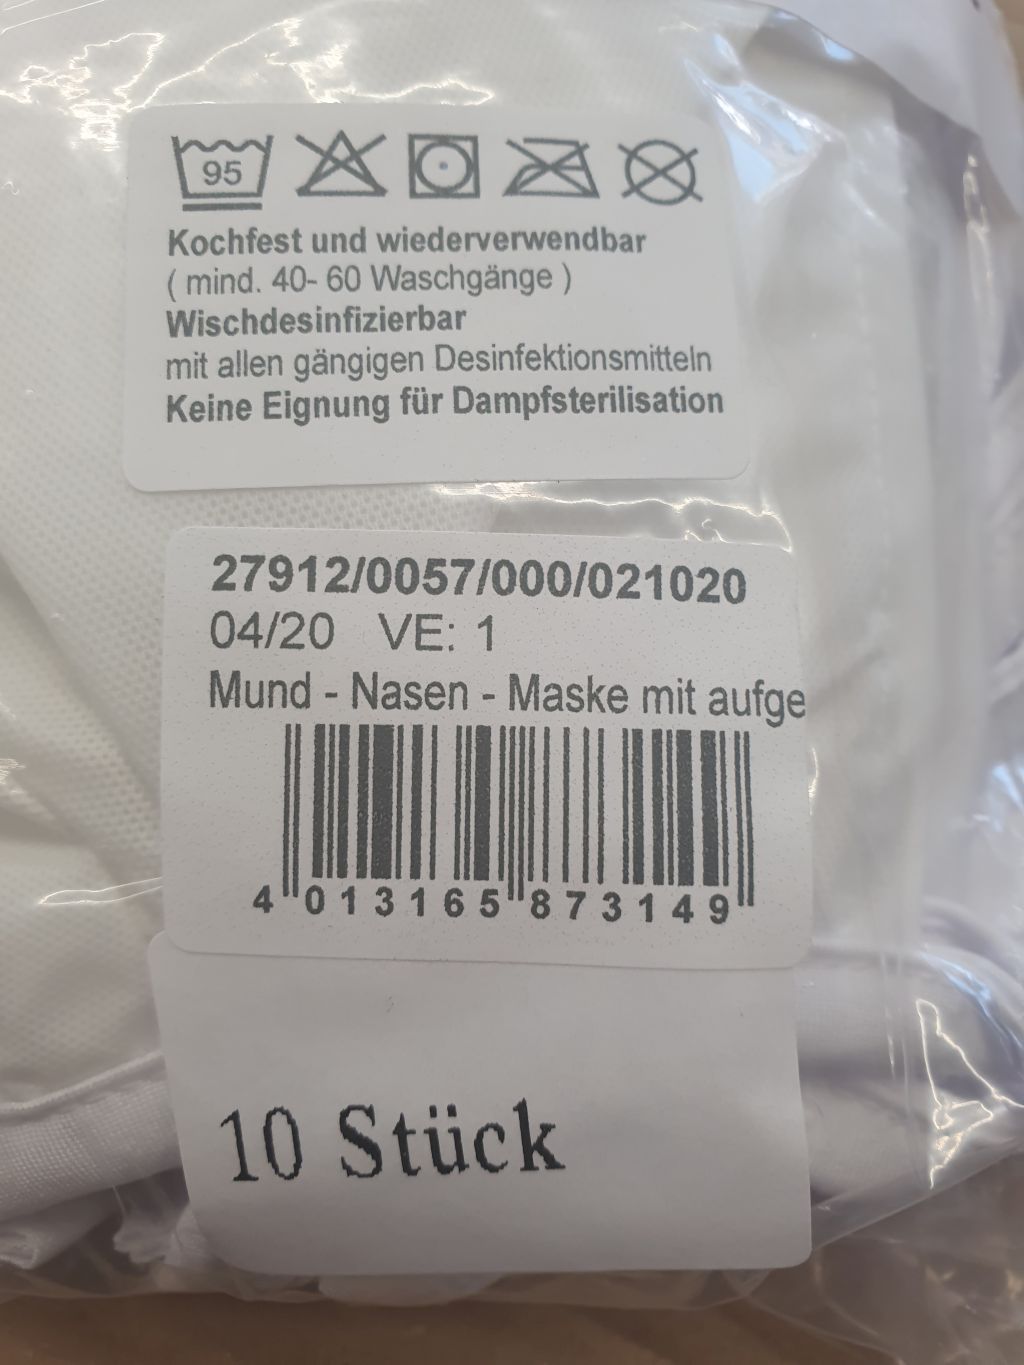 95
Kochfest und wiederverwendbar
( mind. 40- 60 Waschgänge )
Wischdesinfizierbar
mit allen gängigen Desinfektionsmitteln
Keine Eignung für Dampfsterilisation
27912/0057/000/021020
04/20 VE: 1
Mund - Nasen - Maske mit aufge
4 013165 873149
10 Stück